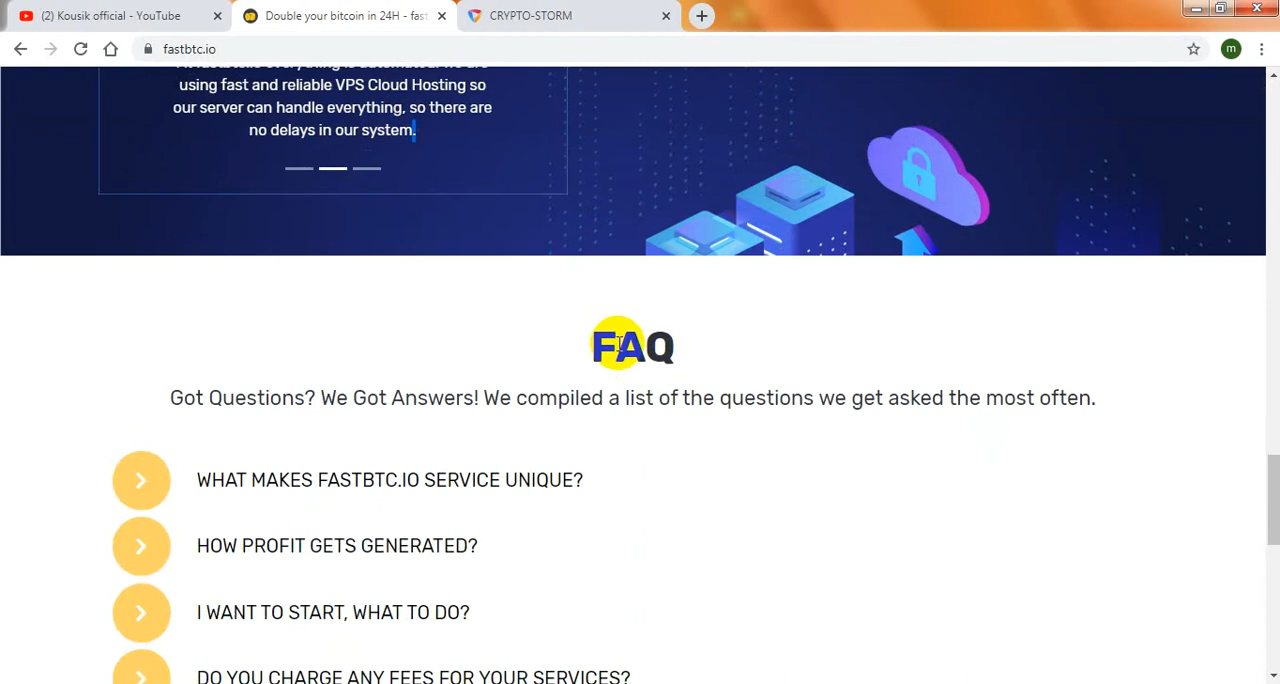 (2) Kousik official - YouTube
Double your bitcoin in 24H - fast
CRYPTO-STORM
fastbtc.io
m
using fast and reliable VPS Cloud Hosting so
our server can handle everything, so there are
no delays in our system.
FAQ
Got Questions? We Got Answers! We compiled a list of the questions we get asked the most often.
WHAT MAKES FASTBTC.IO SERVICE UNIQUE?
HOW PROFIT GETS GENERATED?
I WANT TO START, WHAT TO DO?
DO YOU CHARGE ANY FEES FOR YOUR SERVICES?